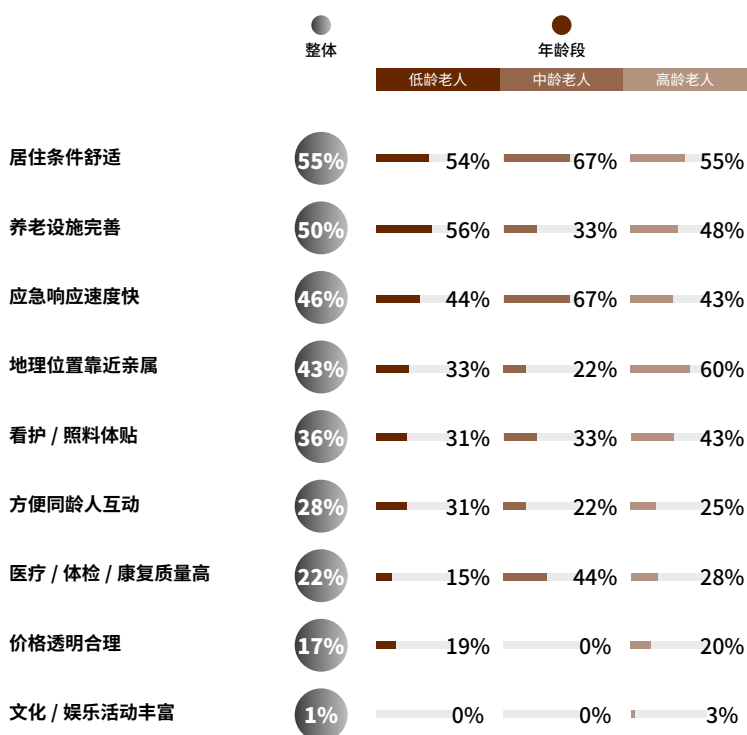 整体 年龄段
低龄老人 中龄老人 高龄老人
居住条件舒适 55% 54% 67% 55%
养老设施完善 50% 56% 33% 48%
应急响应速度快 46% 44% 67% 43%
地理位置靠近亲属 43% 33% 22% 60%
看护 / 照料体贴 36% 31% 33% 43%
方便同龄人互动 28% 31% 22% 25%
医疗 / 体检 / 康复质量高 22% 15% 44% 28%
价格透明合理 17% 19% 0% 20%
文化 / 娱乐活动丰富 1% 0% 0% 3%